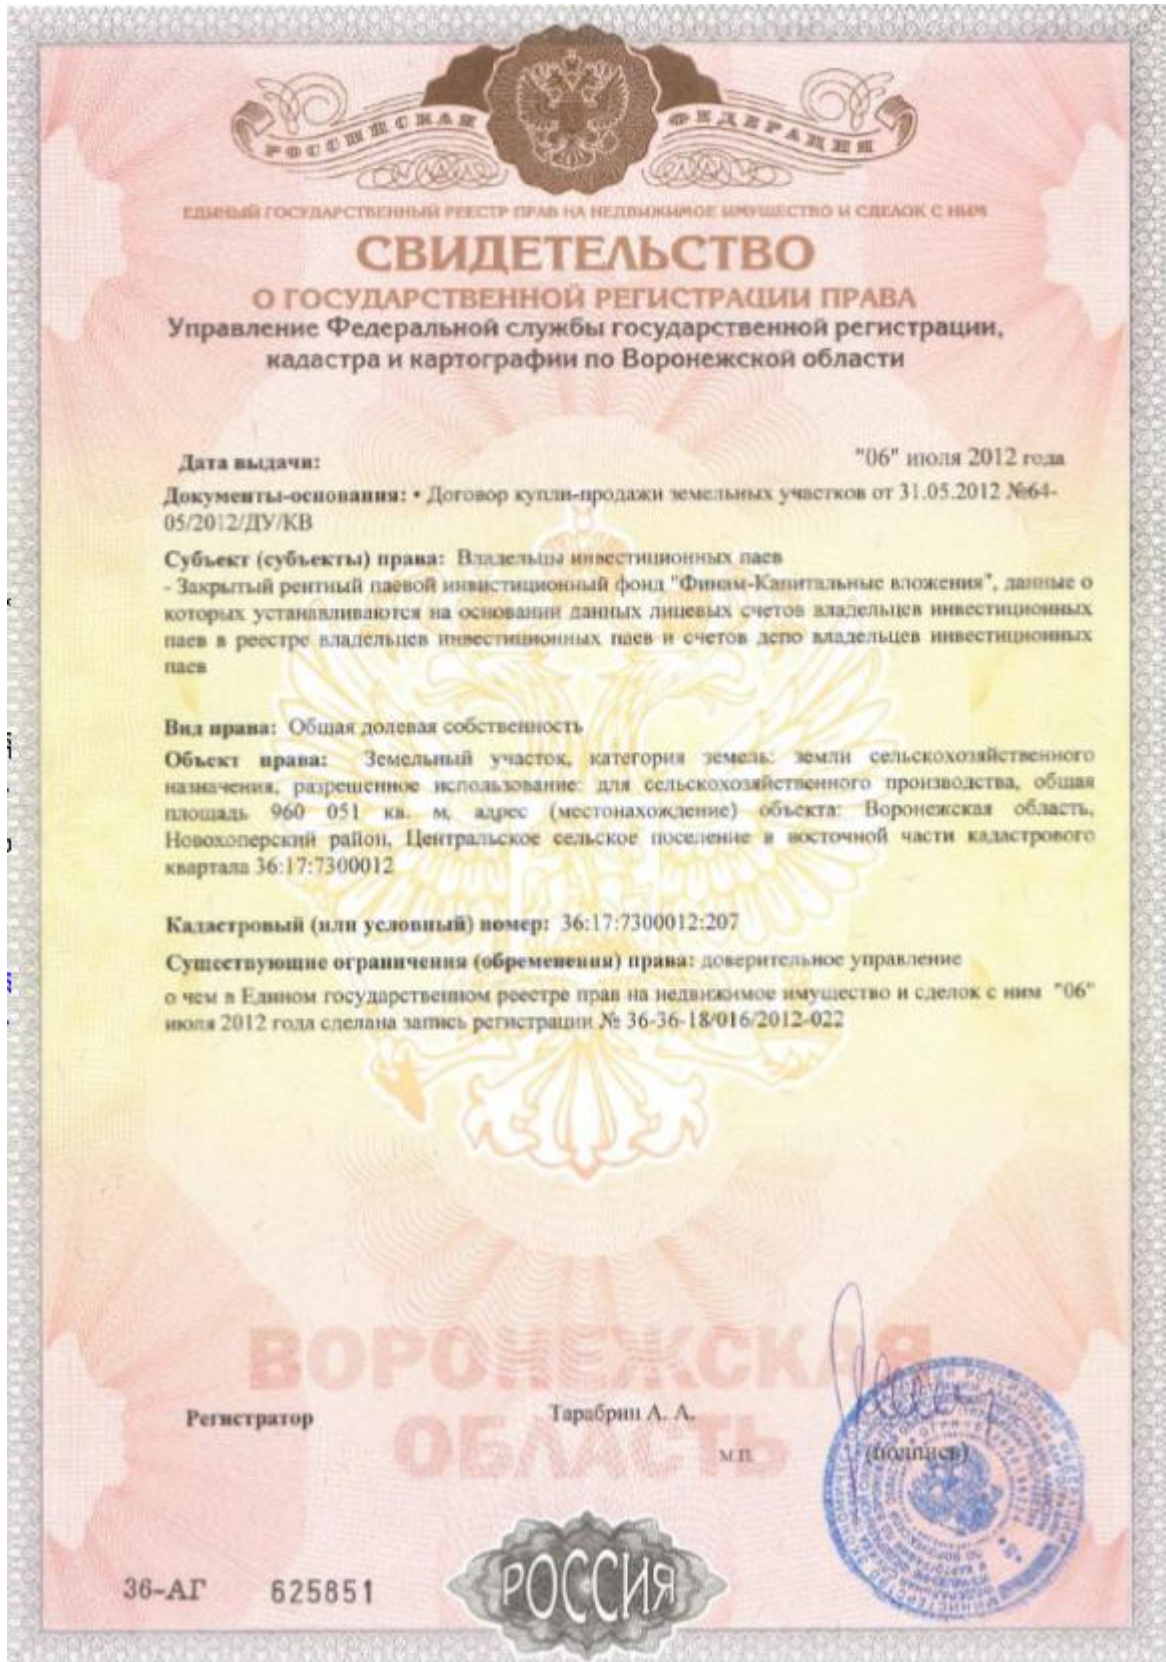 РОССИЙСКАЯ ФЕДЕРАЦИЯ
ЕДИНЫЙ ГОСУДАРСТВЕННЫЙ РЕЕСТР ПРАВ НА НЕДВИЖИМОЕ ИМУЩЕСТВО И СДЕЛОК С НИМ
СВИДЕТЕЛЬСТВО
О ГОСУДАРСТВЕННОЙ РЕГИСТРАЦИИ ПРАВА
Управление Федеральной службы государственной регистрации,
кадастра и картографии по Воронежской области
Дата выдачи: "06" июля 2012 года
Документы-основания: • Договор купли-продажи земельных участков от 31.05.2012 №64-
05/2012/ДУ/КВ
Субъект (субъекты) права: Владельцы инвестиционных паев
- Закрытый рентный паевой инвистиционный фонд "Финам-Капитальные вложения", данные о
которых устанавливаются на основании данных лицевых счетов владельцев инвестиционных
паев в реестре владельцев инвестиционных паев и счетов депо владельцев инвестиционных
паев
Вид права: Общая долевая собственность
Объект права: Земельный участок, категория земель: земли сельскохозяйственного
назначения, разрешенное использование: для сельскохозяйственного производства, общая
площадь 960 051 кв. м, адрес (местонахождение) объекта: Воронежская область,
Новохоперский район, Центральское сельское поселение в восточной части кадастрового
квартала 36:17:7300012
Кадастровый (или условный) номер: 36:17:7300012:207
Существующие ограничения (обременения) права: доверительное управление
о чем в Едином государственном реестре прав на недвижимое имущество и сделок с ним "06"
июля 2012 года сделана запись регистрации № 36-36-18/016/2012-022
ВОРОНЕЖСКАЯ
ОБЛАСТЬ
Регистратор Тарабрин А. А.
м.п. (подпись)
36-АГ 625851
РОССИЯ